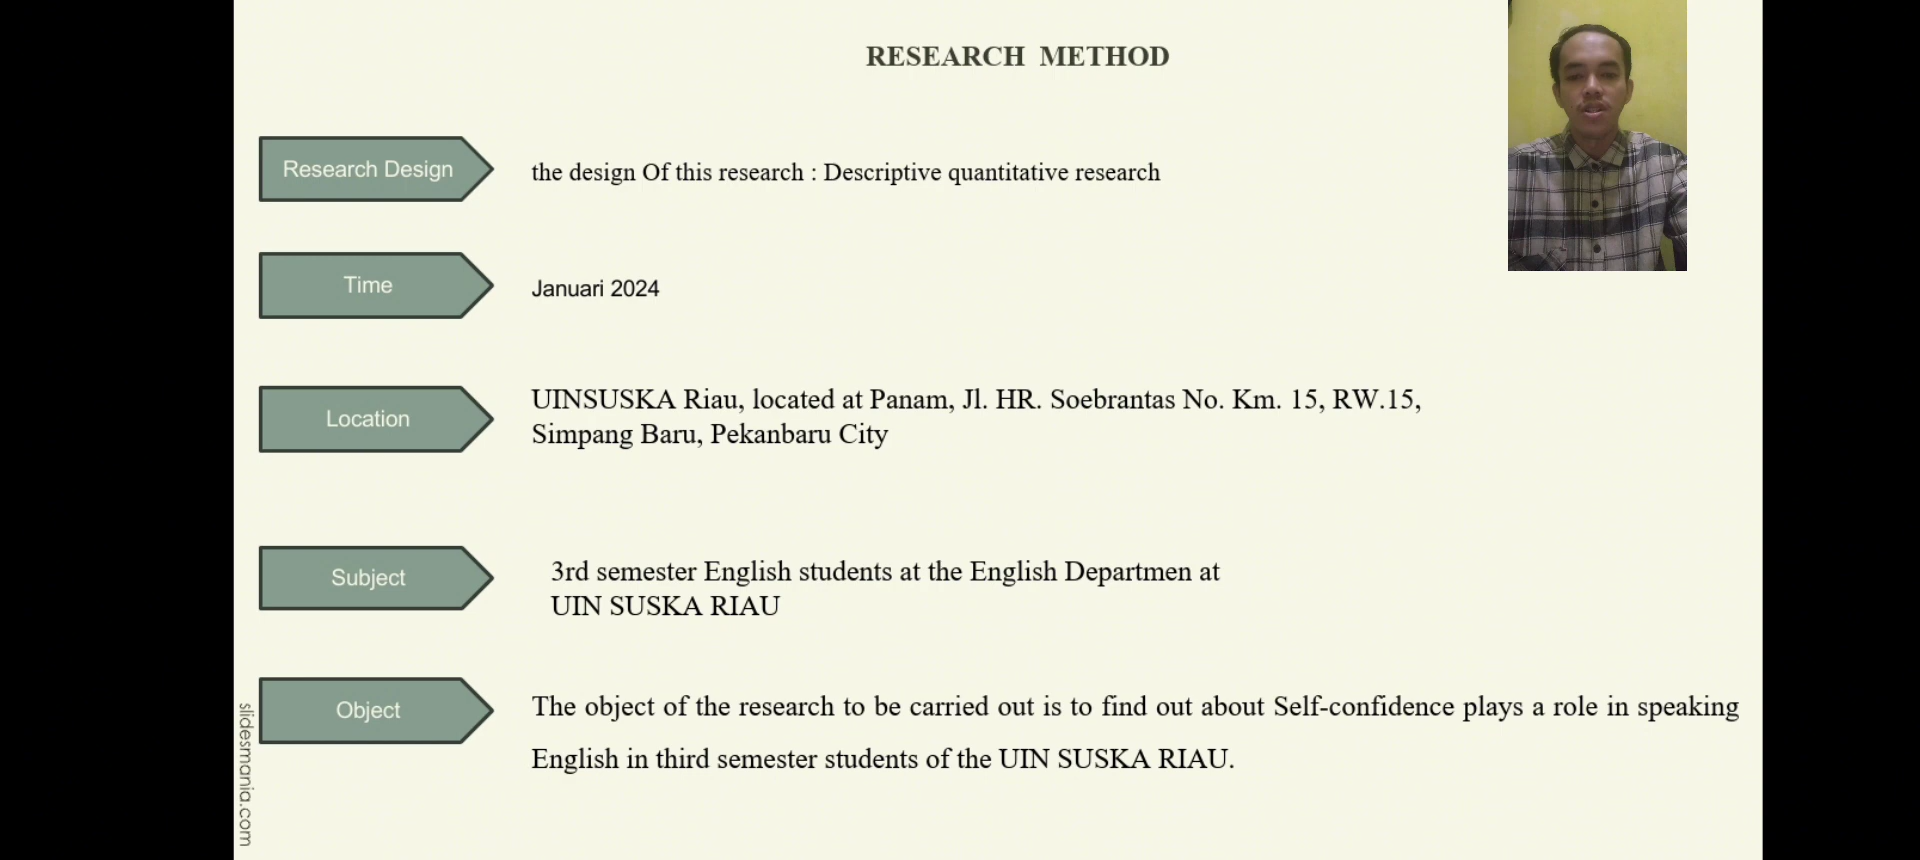 RESEARCH METHOD
Research Design
the design Of this research : Descriptive quantitative research
Time
Januari 2024
Location
UINSUSKA Riau, located at Panam, Jl. HR. Soebrantas No. Km. 15, RW.15,
Simpang Baru, Pekanbaru City
Subject
3rd semester English students at the English Departmen at
UIN SUSKA RIAU
Object
The object of the research to be carried out is to find out about Self-confidence plays a role in speaking
English in third semester students of the UIN SUSKA RIAU.
slidesmania.com